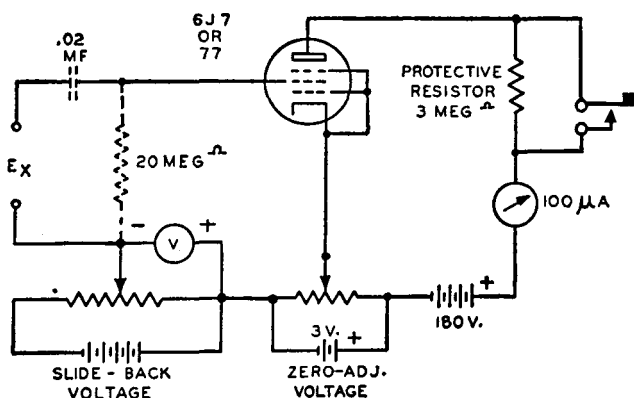 .02
MF
6J7
OR
77
PROTECTIVE
RESISTOR
3 MEG Ω
20 MEG Ω
EX
- V +
100 μA
3 V. +
+
180 V.
SLIDE - BACK
VOLTAGE
ZERO-ADJ.
VOLTAGE